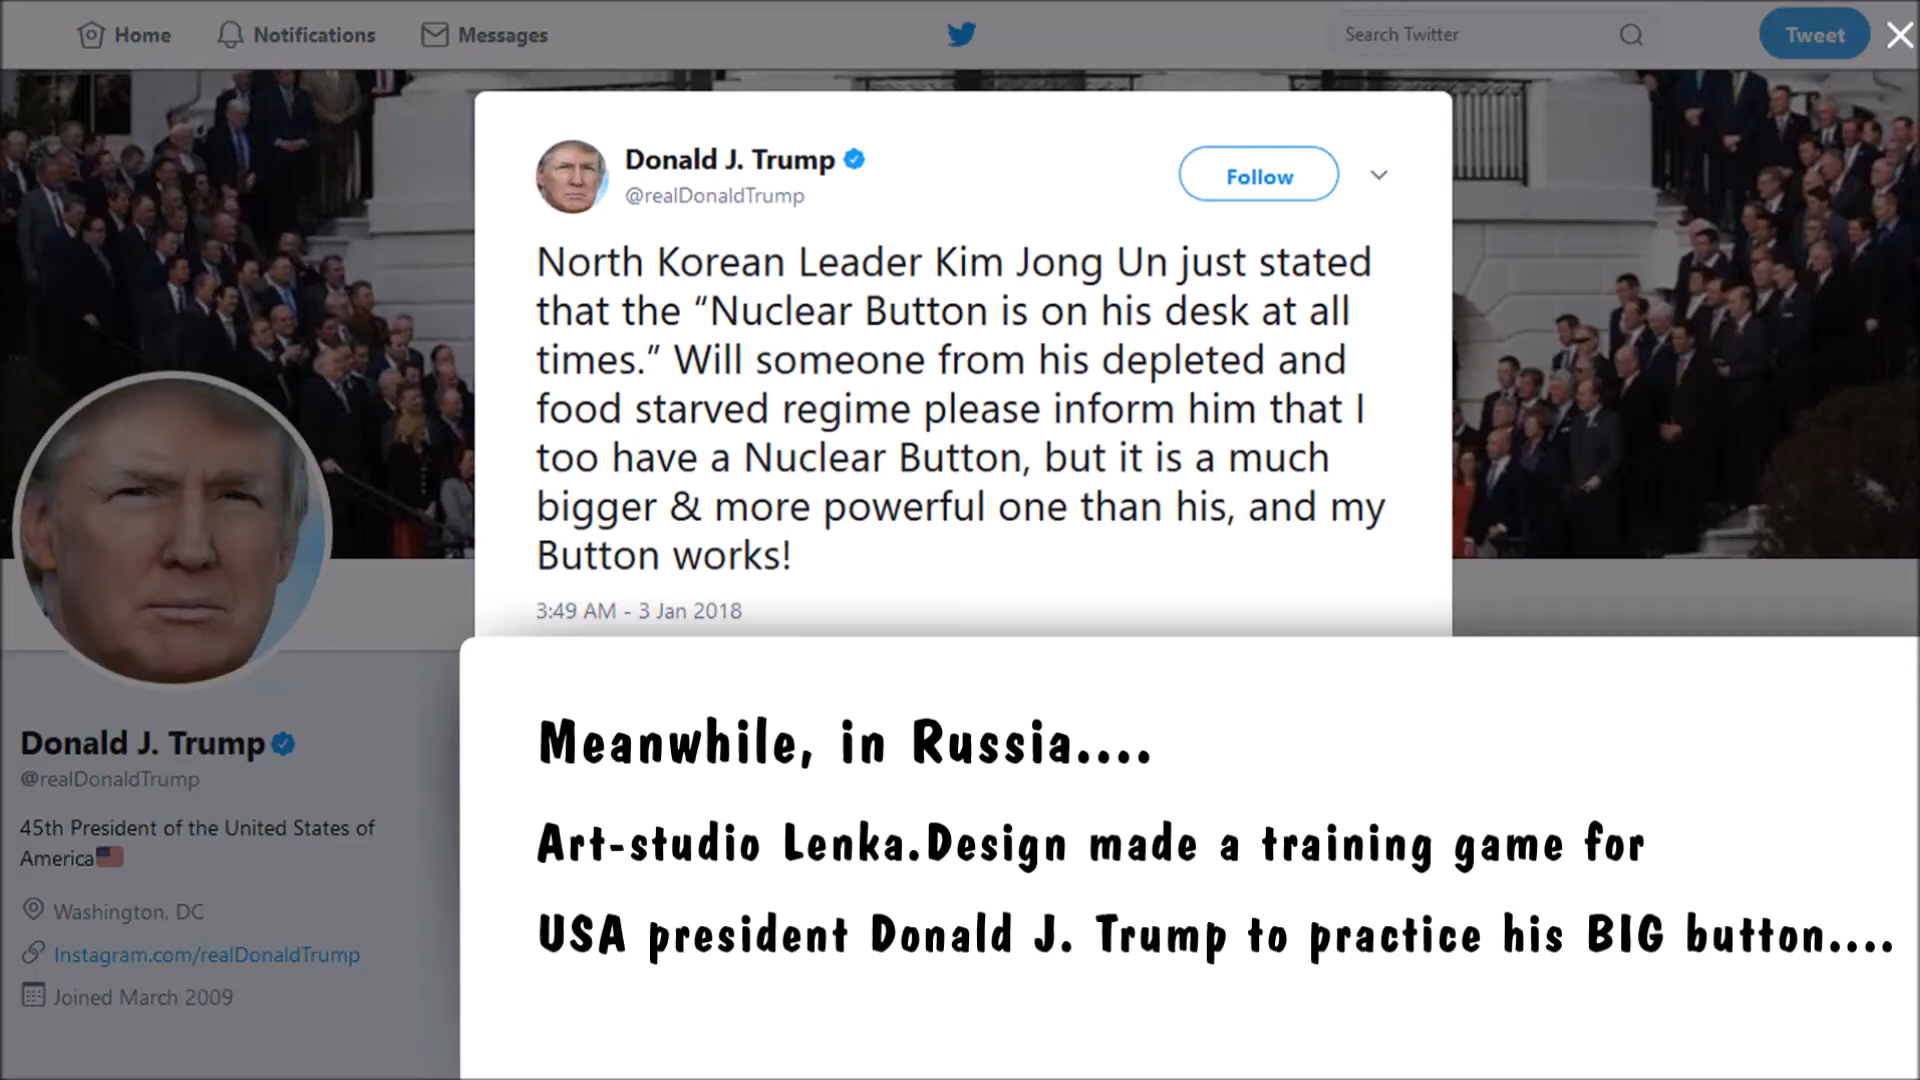 Home
Notifications
Messages
Search Twitter
Tweet
Donald J. Trump
@realDonaldTrump
Follow
North Korean Leader Kim Jong Un just stated
that the “Nuclear Button is on his desk at all
times.” Will someone from his depleted and
food starved regime please inform him that I
too have a Nuclear Button, but it is a much
bigger & more powerful one than his, and my
Button works!
3:49 AM - 3 Jan 2018
Donald J. Trump
@realDonaldTrump
45th President of the United States of
America
Washington, DC
Instagram.com/realDonaldTrump
Joined March 2009
Meanwhile, in Russia....
Art-studio Lenka.Design made a training game for
USA president Donald J. Trump to practice his BIG button....